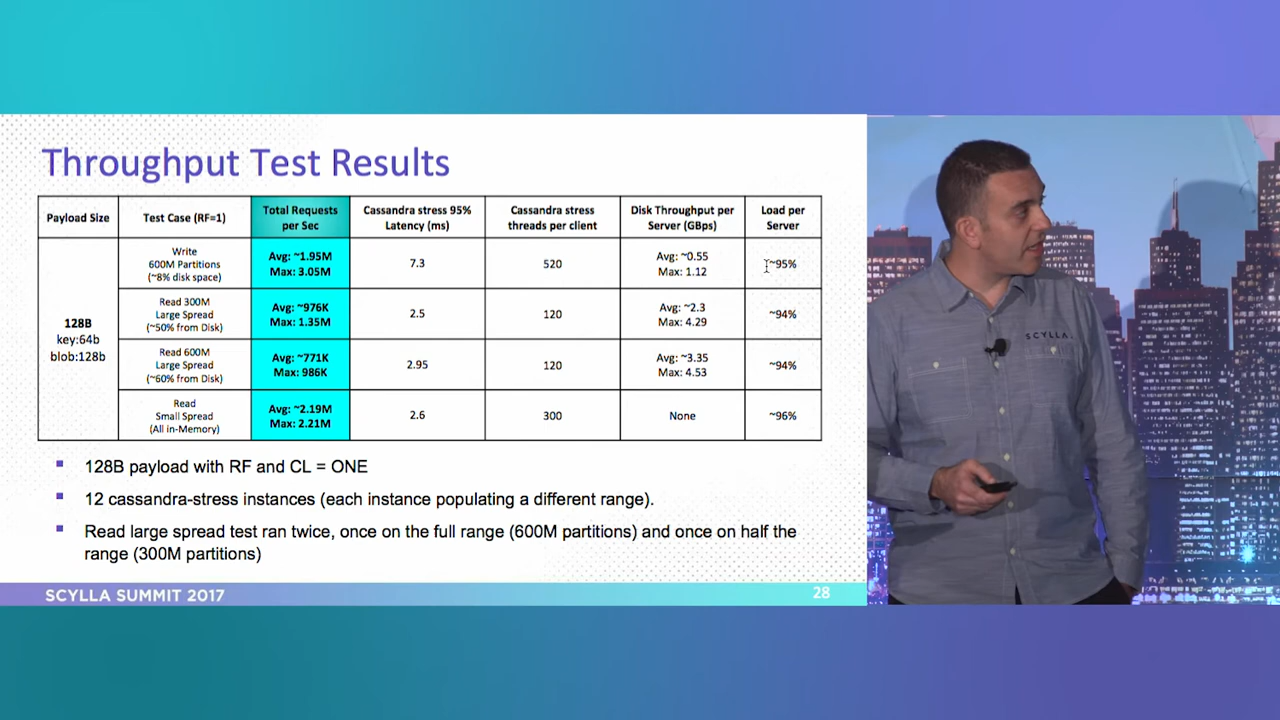 Throughput Test Results
Payload Size
Test Case (RF=1)
Total Requests
per Sec
Cassandra stress 95%
Latency (ms)
Cassandra stress
threads per client
Disk Throughput per
Server (GBps)
Load per
Server
128B
key:64b
blob:128b
Write
600M Partitions
(~8% disk space)
Avg: ~1.95M
Max: 3.05M
7.3
520
Avg: ~0.55
Max: 1.12
~95%
Read 300M
Large Spread
(~50% from Disk)
Avg: ~976K
Max: 1.35M
2.5
120
Avg: ~2.3
Max: 4.29
~94%
Read 600M
Large Spread
(~60% from Disk)
Avg: ~771K
Max: 986K
2.95
120
Avg: ~3.35
Max: 4.53
~94%
Read
Small Spread
(All in-Memory)
Avg: ~2.19M
Max: 2.21M
2.6
300
None
~96%
128B payload with RF and CL = ONE
12 cassandra-stress instances (each instance populating a different range).
Read large spread test ran twice, once on the full range (600M partitions) and once on half the
range (300M partitions)
SCYLLA SUMMIT 2017
28
SCYLLA